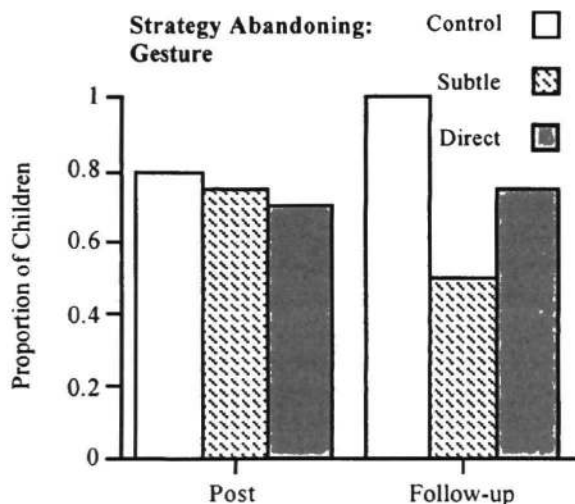 Strategy Abandoning:
Gesture
Control
Subtle
Direct
Proportion of Children
1
0.8
0.6
0.4
0.2
0
Post
Follow-up